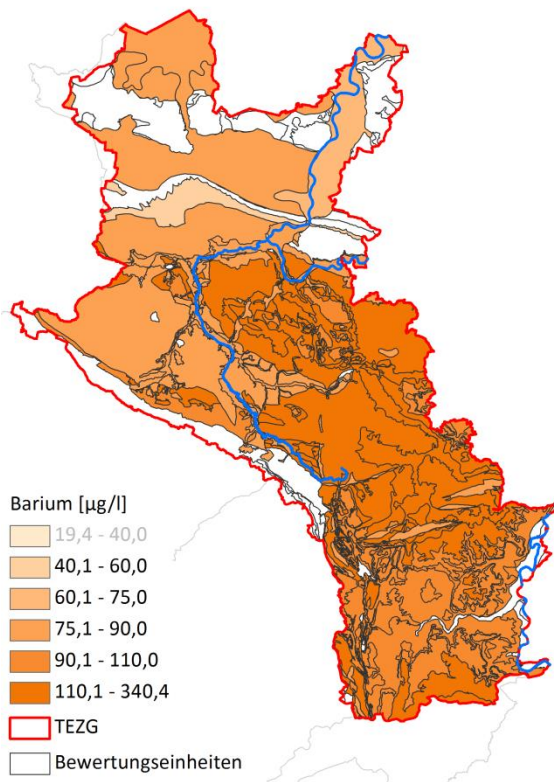 Barium [µg/l]
19,4 - 40,0
40,1 - 60,0
60,1 - 75,0
75,1 - 90,0
90,1 - 110,0
110,1 - 340,4
TEZG
Bewertungseinheiten